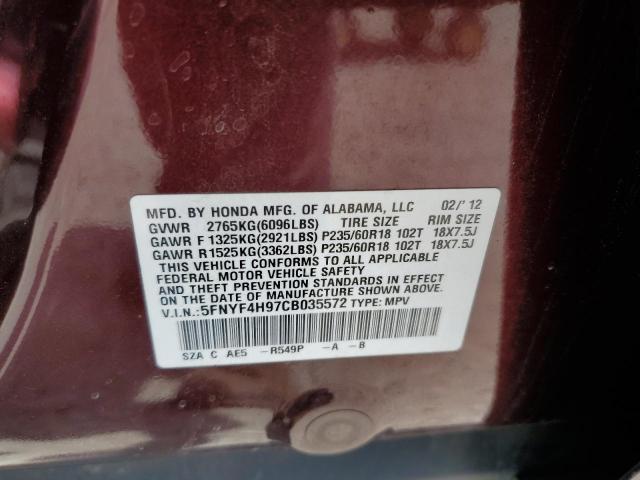 MFD. BY HONDA MFG. OF ALABAMA, LLC 02/'12
GVWR 2765KG(6096LBS) TIRE SIZE RIM SIZE
GAWR F 1325KG(2921LBS) P235/60R18 102T 18X7.5J
GAWR R1525KG(3362LBS) P235/60R18 102T 18X7.5J
THIS VEHICLE CONFORMS TO ALL APPLICABLE
FEDERAL MOTOR VEHICLE SAFETY
AND THEFT PREVENTION STANDARDS IN EFFECT
ON THE DATE OF MANUFACTURE SHOWN ABOVE.
V.I.N.:5FNYF4H97CB035572 TYPE: MPV
SZA C AE5 -R549P -A -B